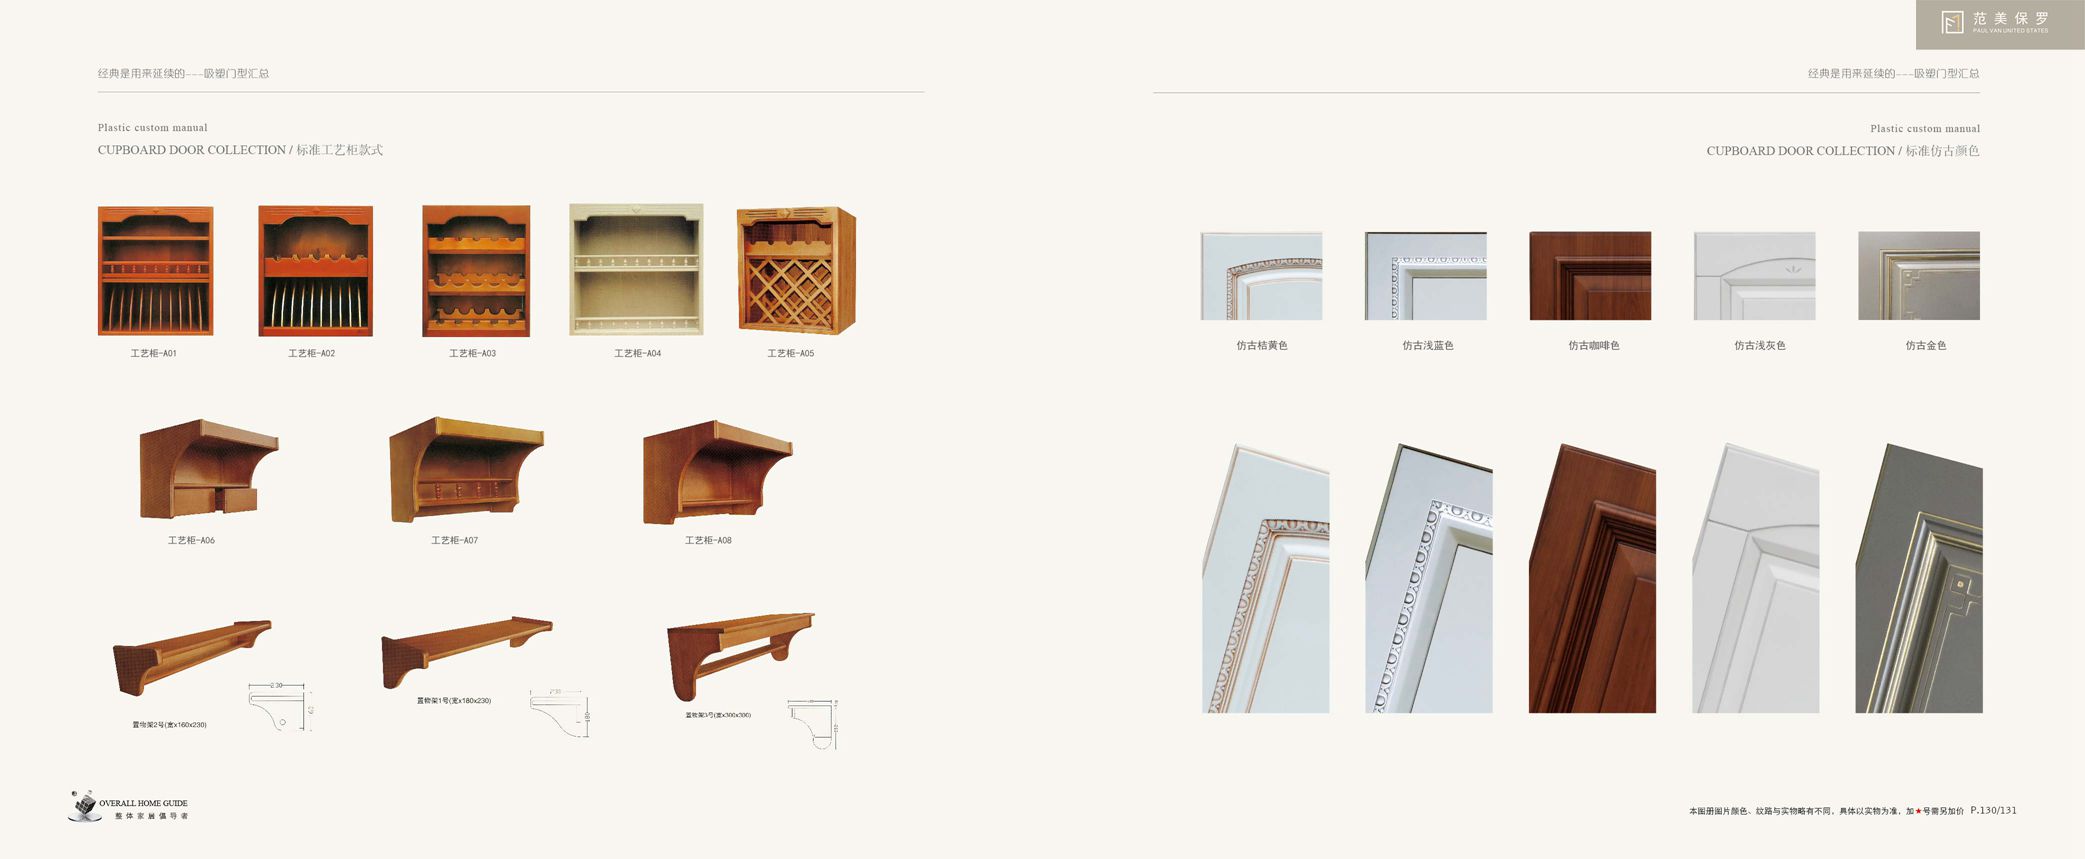 范美保罗
PAUL VAN UNITED STATES
经典是用来延续的---吸塑门型汇总
Plastic custom manual
CUPBOARD DOOR COLLECTION / 标准工艺柜款式
工艺柜-A01
工艺柜-A02
工艺柜-A03
工艺柜-A04
工艺柜-A05
工艺柜-A06
工艺柜-A07
工艺柜-A08
置物架2号(宽x160x230)
230
置物架1号(宽x180x230)
230
180
置物架3号(宽x300x300)
OVERALL HOME GUIDE
整体家居倡导者
经典是用来延续的---吸塑门型汇总
Plastic custom manual
CUPBOARD DOOR COLLECTION / 标准仿古颜色
仿古桔黄色
仿古浅蓝色
仿古咖啡色
仿古浅灰色
仿古金色
本图册图片颜色、纹路与实物略有不同，具体以实物为准，加★号需另加价 P.130/131